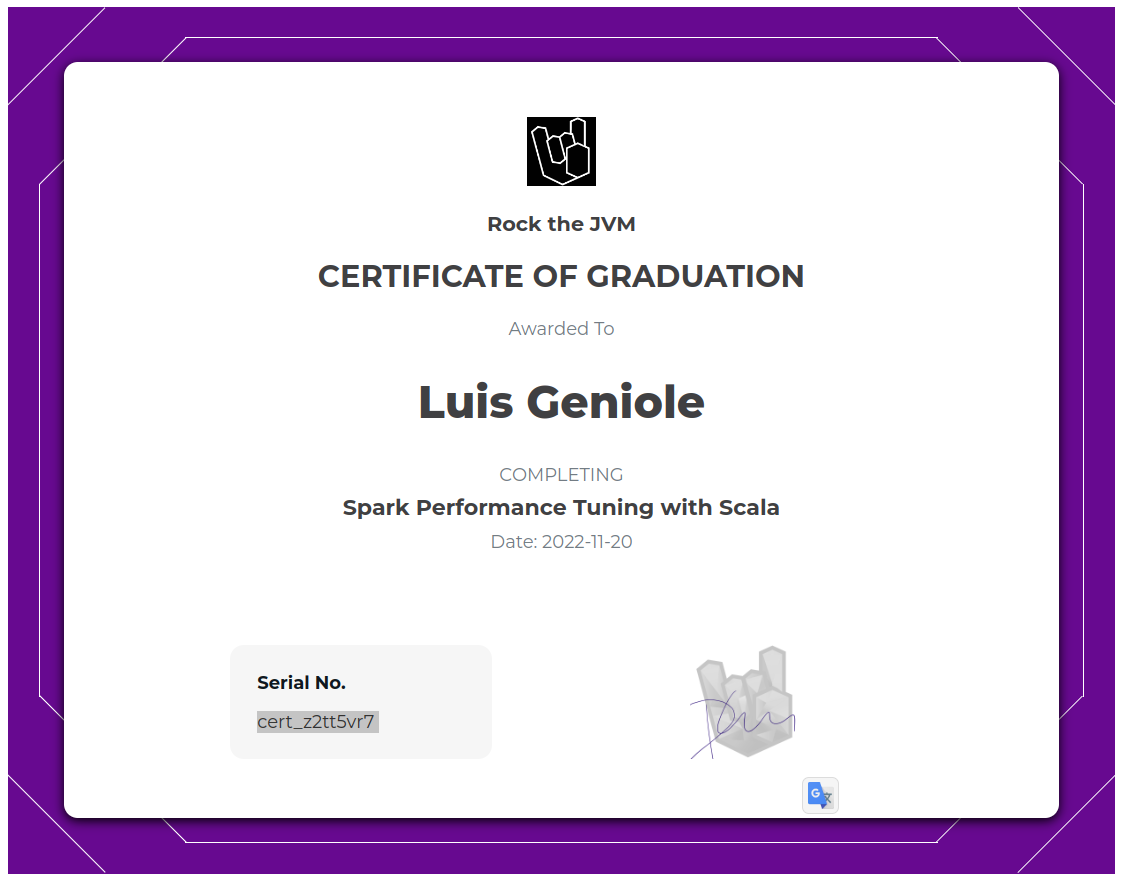 Rock the JVM
CERTIFICATE OF GRADUATION
Awarded To
Luis Geniole
COMPLETING
Spark Performance Tuning with Scala
Date: 2022-11-20
Serial No.
cert_z2tt5vr7